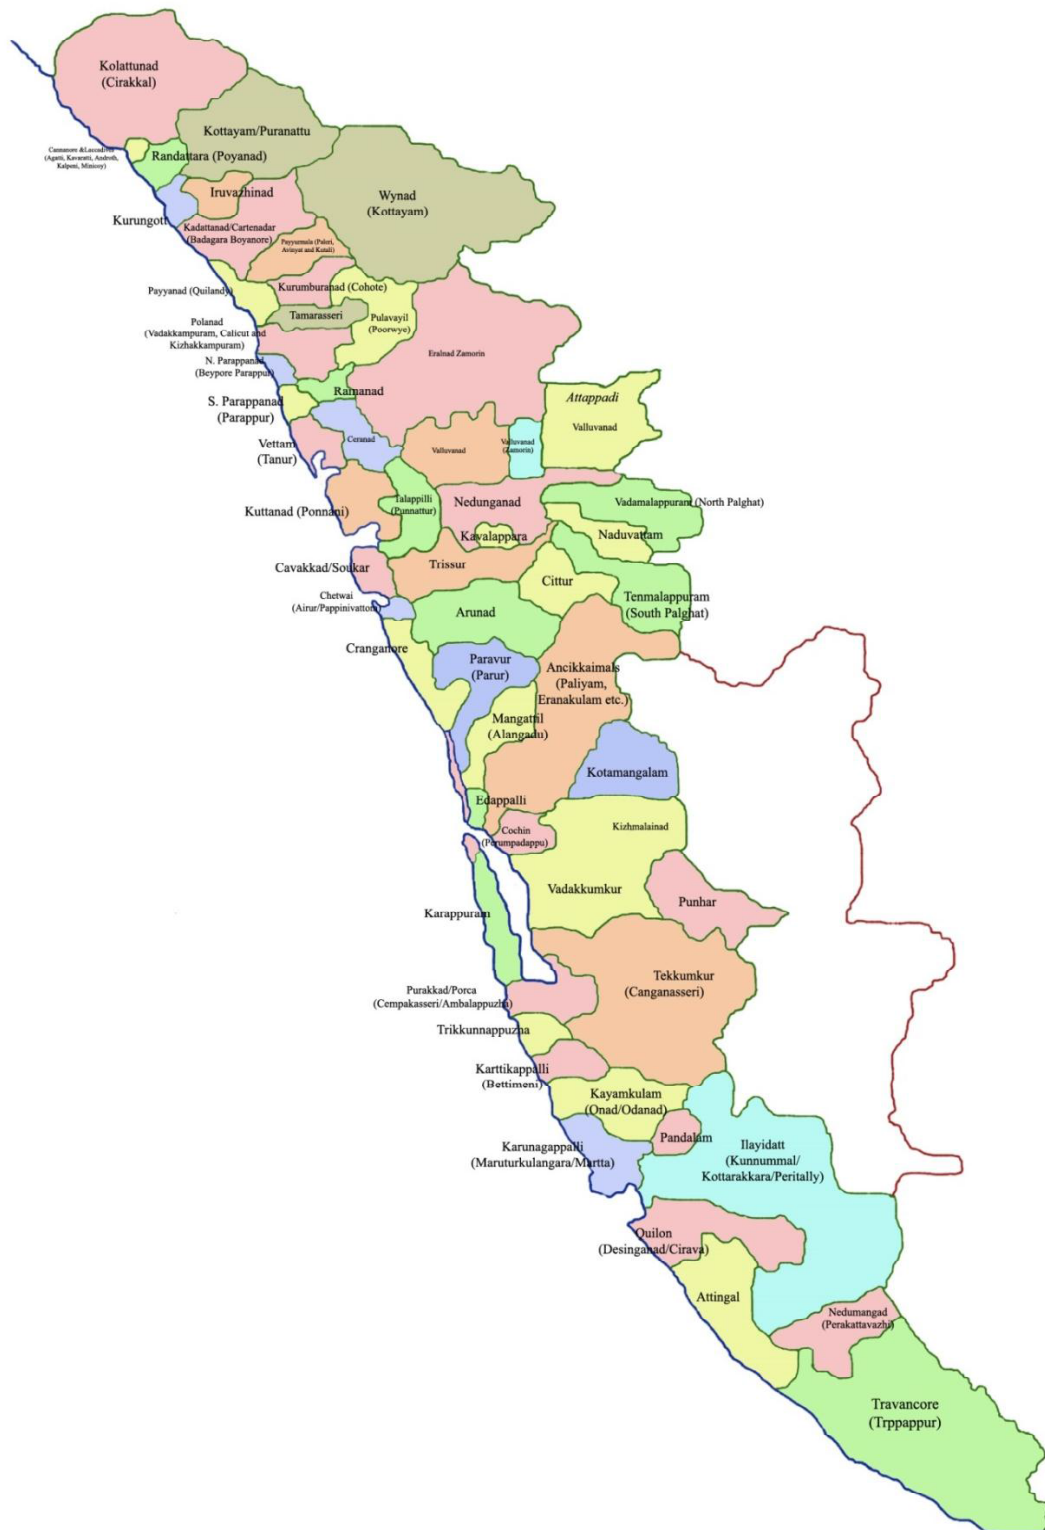 Kolattunad
(Cirakkal)
Kottayam/Puranattu
Cannanore &Laccadives
(Agatti, Kavaratti, Androth,
Kalpeni, Minicoy)
Randattara (Poyanad)
Wynad
(Kottayam)
Iruvazhinad
Kurungott
Kadattanad/Cartenadar
(Badagara Boyanore)
Payyurmala (Paleri,
Avinyat and Kutali)
Payyanad (Quilandy)
Kurumburanad (Cohote)
Tamarasseri
Pulavayil
(Poorwye)
Polanad
(Vadakkampuram, Calicut and
Kizhakkampuram)
Eralnad Zamorin
N. Parappanad
(Beypore Parappur)
Ramanad
S. Parappanad
(Parappur)
Attappadi
Valluvanad
Vettam
(Tanur)
Ceranad
Valluvanad
Valluvanad
(Zamorin)
Kuttanad (Ponnani)
Talappilli
(Punnattur)
Nedunganad
Vadamalappuram (North Palghat)
Kavalappara
Naduvattam
Cavakkad/Soukar
Trissur
Cittur
Chetwai
(Airur/Pappinivattom)
Arunad
Tenmalappuram
(South Palghat)
Cranganore
Paravur
(Parur)
Ancikkaimals
(Paliyam,
Eranakulam etc.)
Mangattil
(Alangadu)
Kotamangalam
Edappalli
Cochin
(Perumpadappu)
Kizhmalainad
Vadakkumkur
Punhar
Karappuram
Tekkumkur
(Canganasseri)
Purakkad/Porca
(Cempakasseri/Ambalappuzha)
Trikkunnappuzha
Karttikappalli
(Bettimeni)
Kayamkulam
(Onad/Odanad)
Pandalam
Karunagappalli
(Maruturkulangara/Martta)
Ilayidatt
(Kunnummal/
Kottarakkara/Peritally)
Quilon
(Desinganad/Cirava)
Attingal
Nedumangad
(Perakattavazhi)
Travancore
(Trppappur)